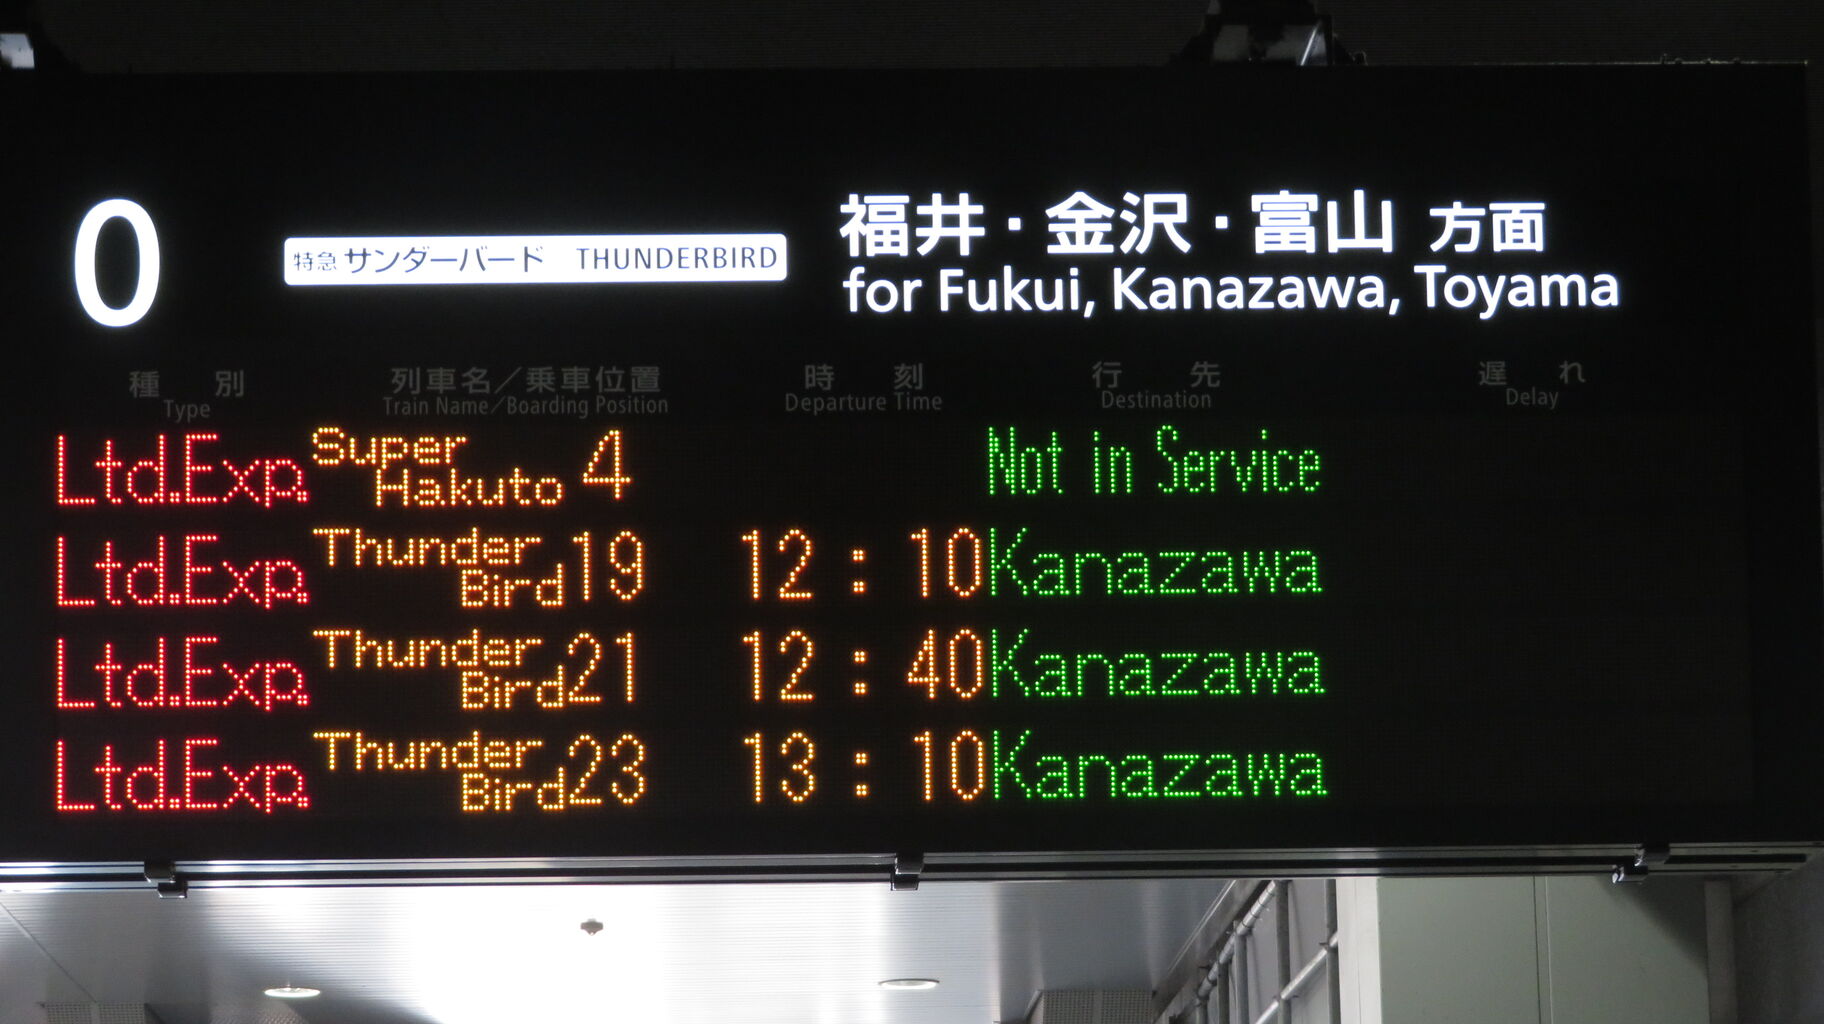 0 特急 サンダーバード THUNDERBIRD 福井・金沢・富山 方面
for Fukui, Kanazawa, Toyama
種別 列車名/乗車位置 時刻 行先 遅れ
Type Train Name/Boarding Position Departure Time Destination Delay
Ltd.Exp. Super Hakuto 4 Not in Service
Ltd.Exp. Thunder Bird 19 12:10 Kanazawa
Ltd.Exp. Thunder Bird 21 12:40 Kanazawa
Ltd.Exp. Thunder Bird 23 13:10 Kanazawa